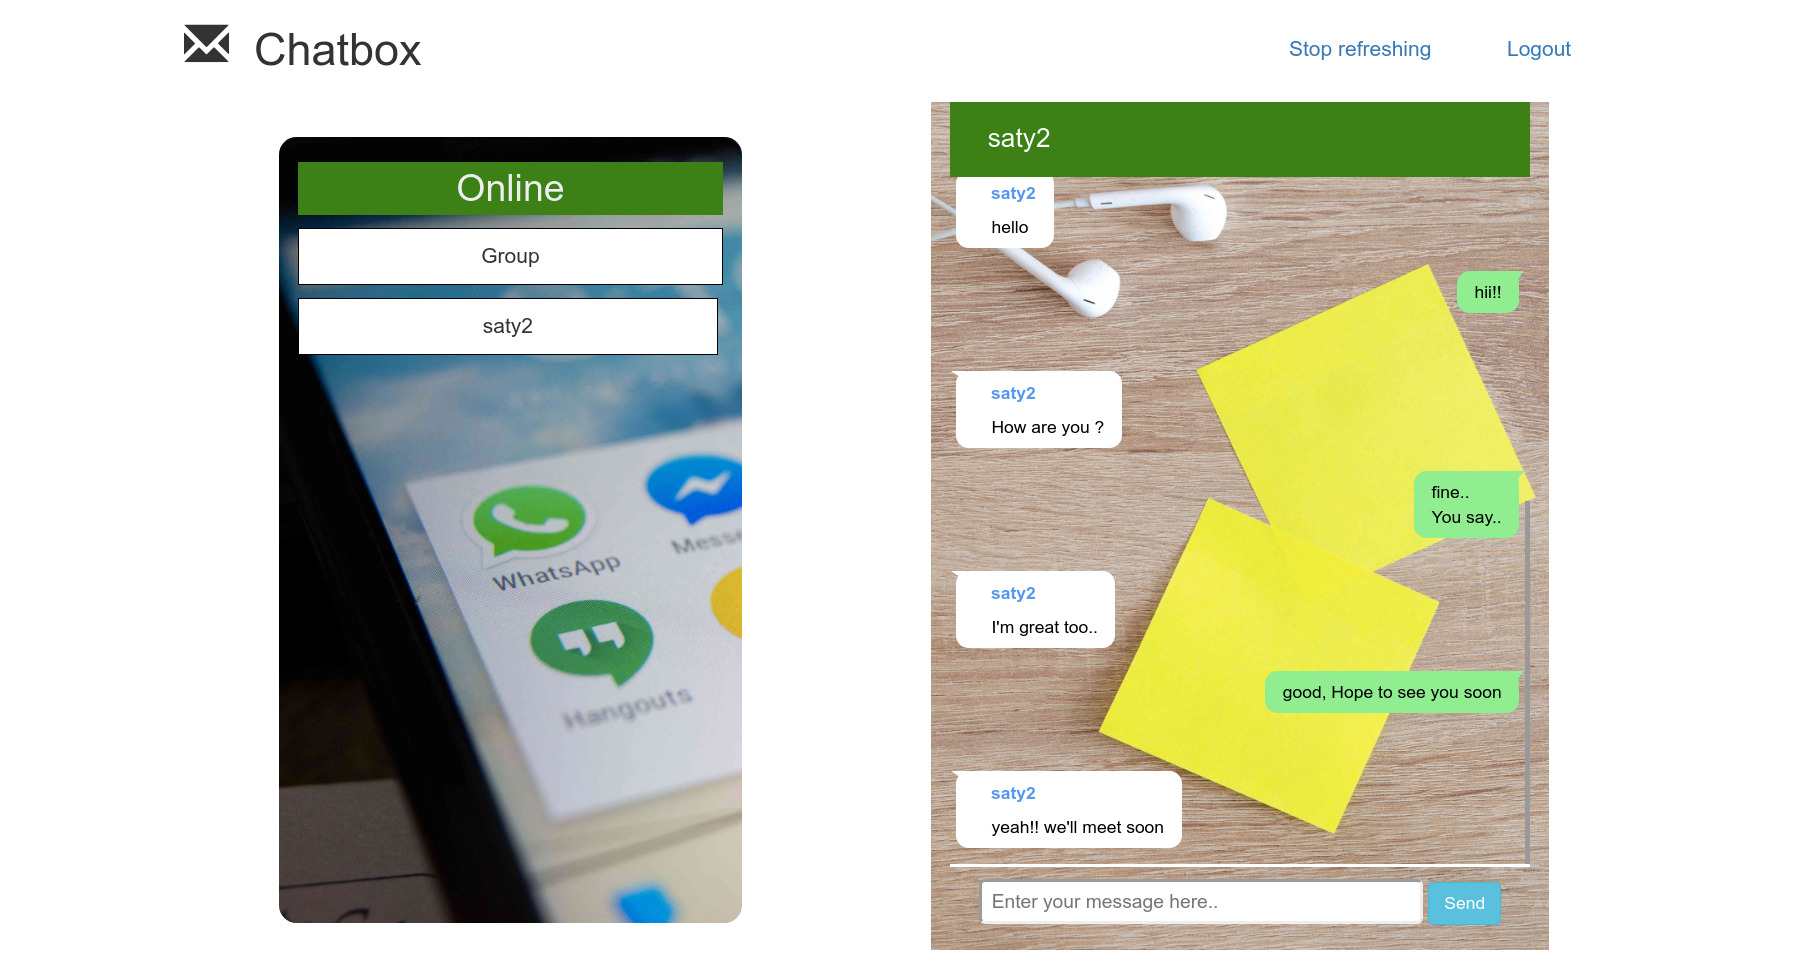 Chatbox
Stop refreshing
Logout
Online
Group
saty2
WhatsApp
Hangouts
saty2
saty2
hello
hii!!
saty2
How are you ?
fine..
You say..
saty2
I'm great too..
good, Hope to see you soon
saty2
yeah!! we'll meet soon
Enter your message here..
Send